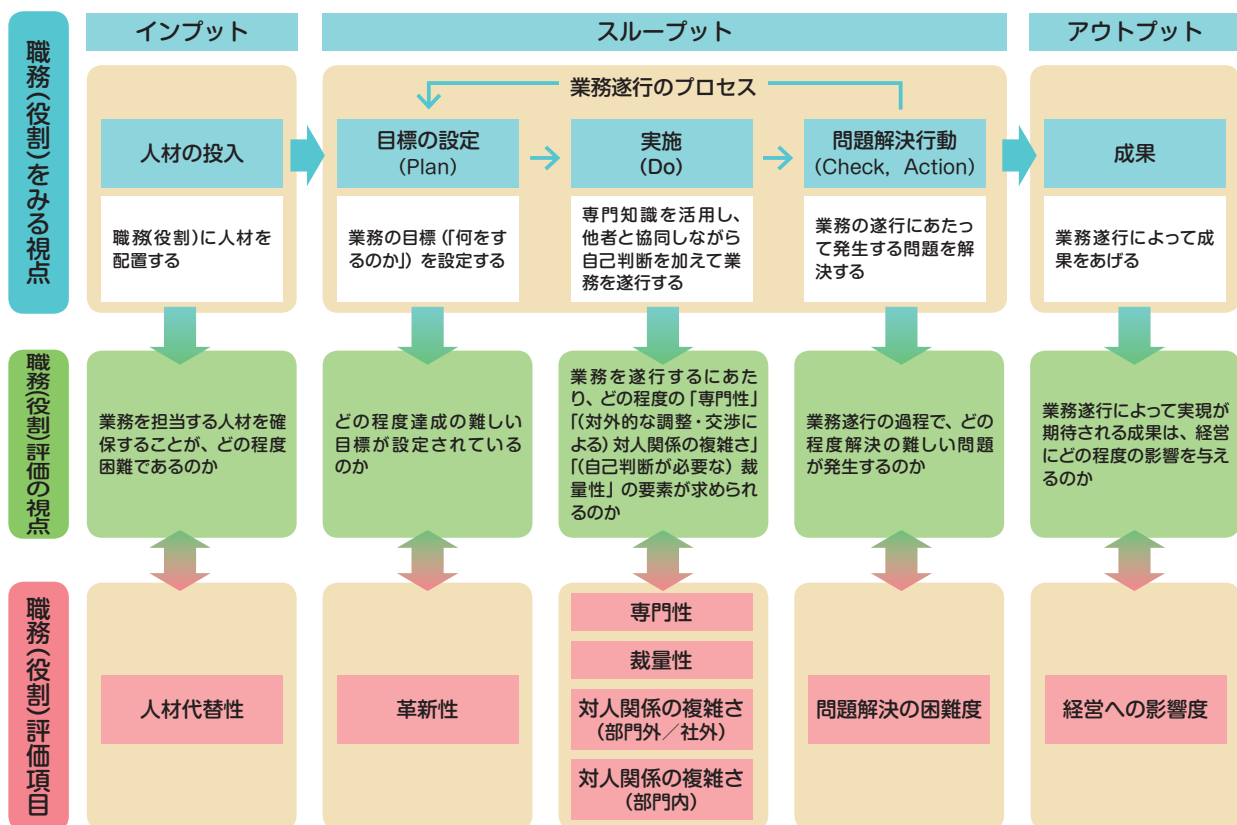 職務（役割）をみる視点
インプット
スループット
アウトプット
業務遂行のプロセス
人材の投入
目標の設定
（Plan）
実施
（Do）
問題解決行動
（Check，Action）
成果
職務（役割）に人材を
配置する
業務の目標（「何をす
るのか」）を設定する
専門知識を活用し、
他者と協同しながら
自己判断を加えて業
務を遂行する
業務の遂行にあたっ
て発生する問題を解
決する
業務遂行によって成
果をあげる
職務（役割）評価の視点
業務を担当する人材を確
保することが、どの程度
困難であるのか
どの程度達成の難しい
目標が設定されている
のか
業務を遂行するにあた
り、どの程度の「専門性」
「（対外的な調整・交渉に
よる）対人関係の複雑さ」
「（自己判断が必要な）裁
量性」の要素が求められ
るのか
業務遂行の過程で、どの
程度解決の難しい問題
が発生するのか
業務遂行によって実現が
期待される成果は、経営
にどの程度の影響を与え
るのか
職務（役割）評価項目
人材代替性
革新性
専門性
裁量性
対人関係の複雑さ
（部門外／社外）
対人関係の複雑さ
（部門内）
問題解決の困難度
経営への影響度